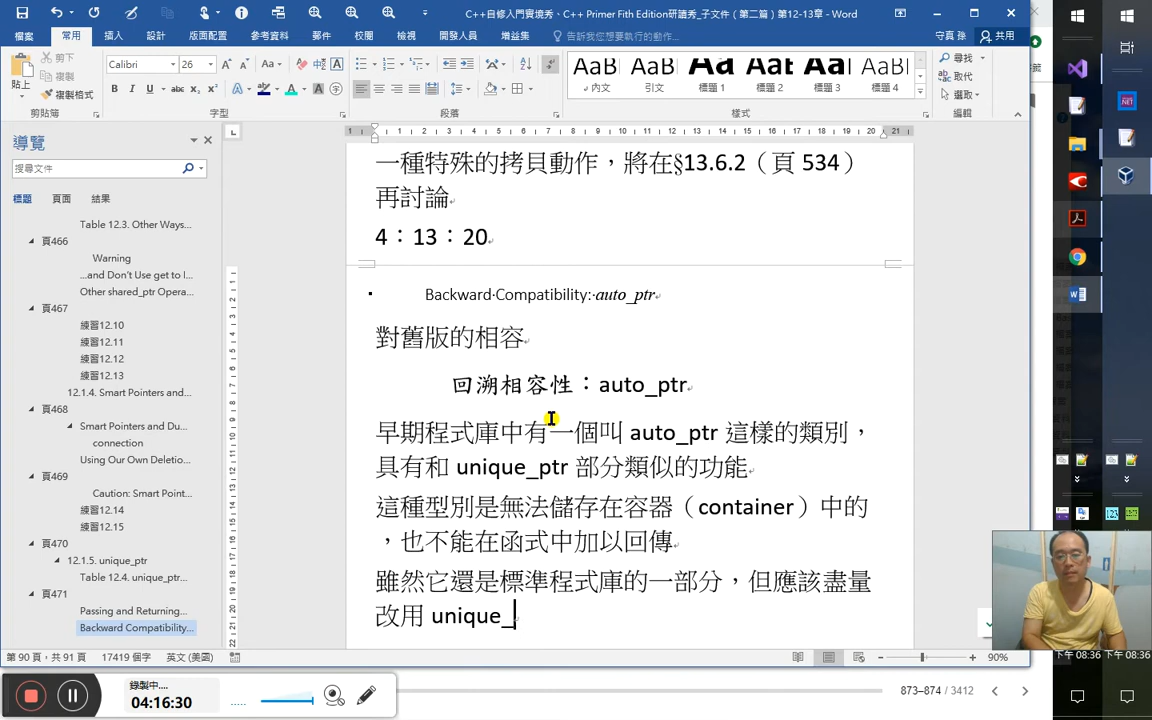 C++自修入門實境秀、C++ Primer Fith Edition研讀秀_子文件（第二篇）第12-13章 - Word
檔案 常用 插入 設計 版面配置 參考資料 郵件 校閱 檢視 開發人員 增益集 告訴我您想要執行的動作... 守真 孫 共用
貼上 剪下 複製 複製格式
Calibri 26
AaB AaB AaB AaB AaB AaBl
內文 標題 標題 1 標題 2 標題 3 標題 4
尋找 取代 選取
剪貼簿 字型 段落 樣式 編輯
導覽
搜尋文件
標題 頁面 結果
Table 12.3. Other Ways...
頁466
Warning
...and Don't Use get to I...
Other shared_ptr Opera...
頁467
練習12.10
練習12.11
練習12.12
練習12.13
12.1.4. Smart Pointers and...
頁468
Smart Pointers and Du...
connection
Using Our Own Deletio...
頁469
Caution: Smart Point...
練習12.14
練習12.15
頁470
12.1.5. unique_ptr
Table 12.4. unique_ptr...
頁471
Passing and Returning...
Backward Compatibility...
一種特殊的拷貝動作，將在§13.6.2（頁 534）
再討論
4：13：20
Backward Compatibility: auto_ptr
對舊版的相容
回溯相容性：auto_ptr
早期程式庫中有一個叫 auto_ptr 這樣的類別，
具有和 unique_ptr 部分類似的功能
這種型別是無法儲存在容器（container）中的
，也不能在函式中加以回傳
雖然它還是標準程式庫的一部分，但應該盡量
改用 unique_
第 90 頁，共 91 頁 17419 個字 英文 (美國) 90%
錄製中....
04:16:30
873–874 / 3412
下午 08:36 下午 08:36